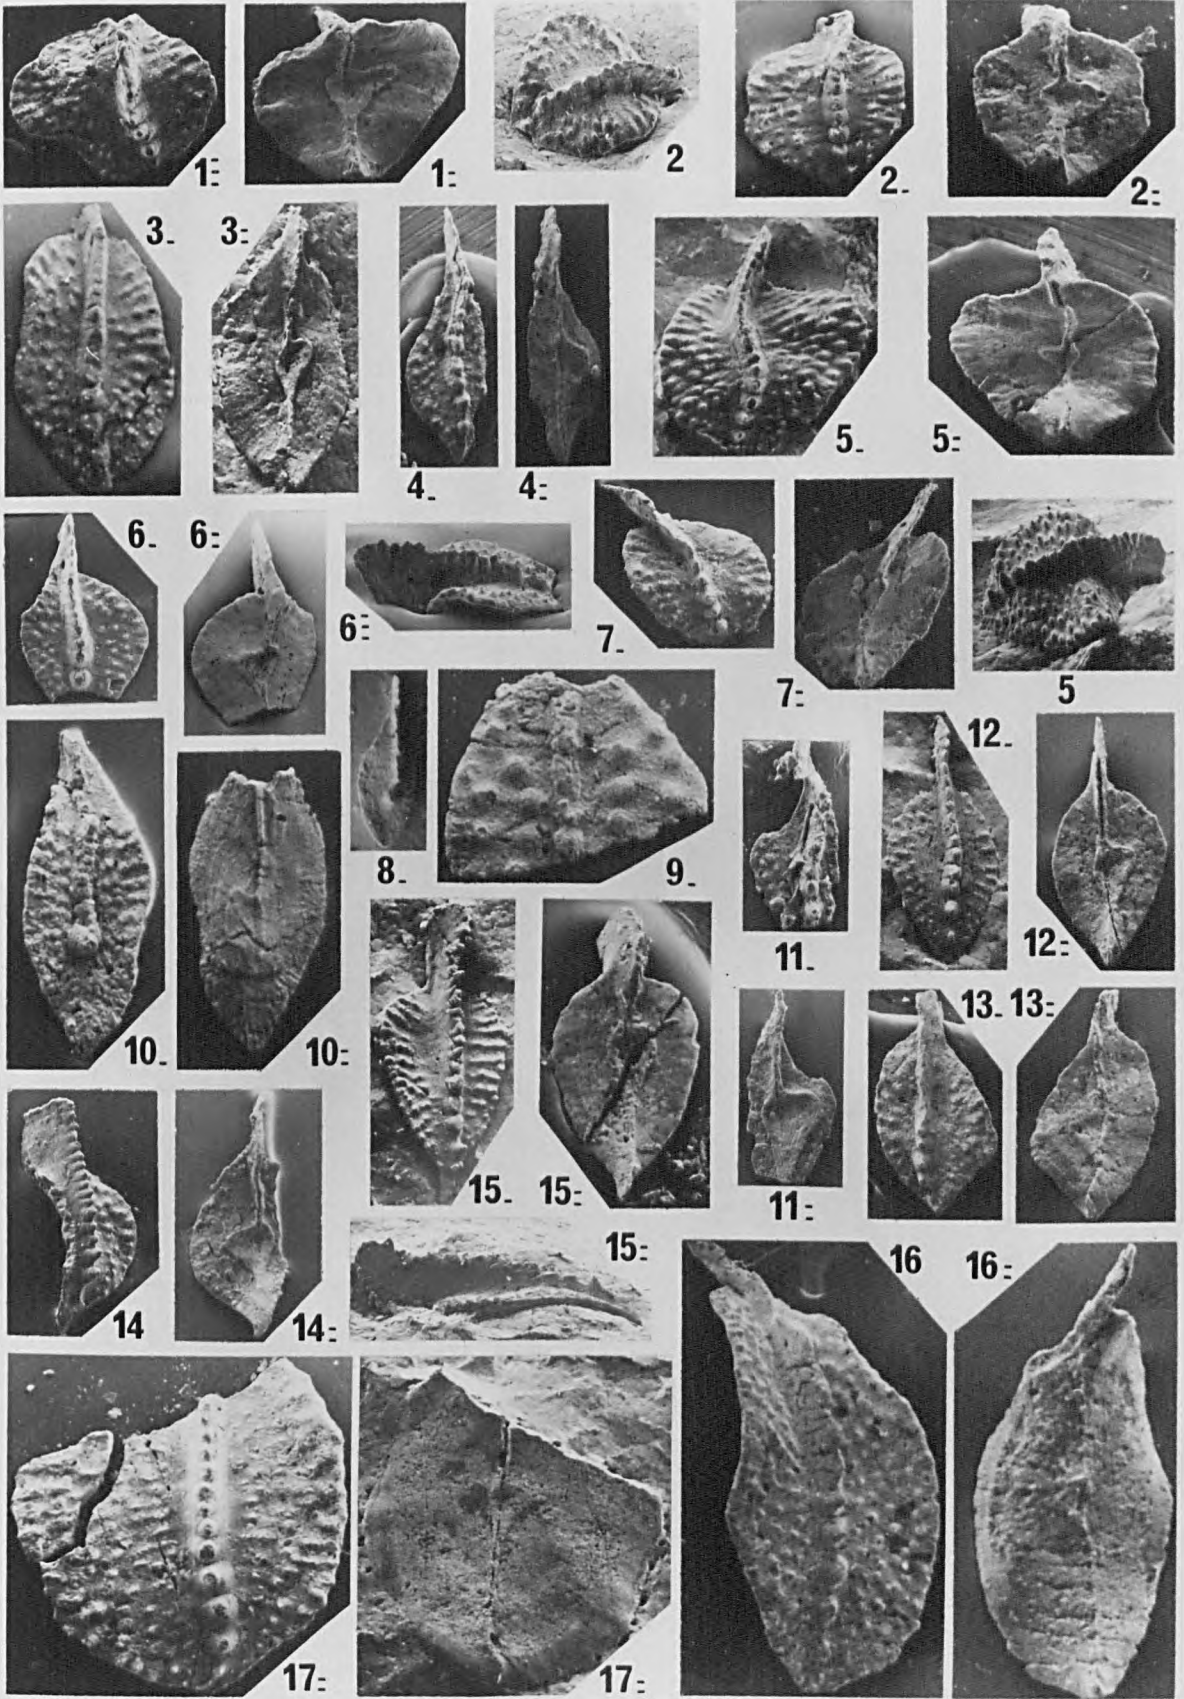 1= 1= 2 2- 2=
3- 3= 4- 4= 5- 5=
6- 6= 6= 7- 7= 5
8- 9- 11- 12- 12=
10- 10= 15- 15= 11= 13- 13=
14 14= 15= 16 16=
17= 17=